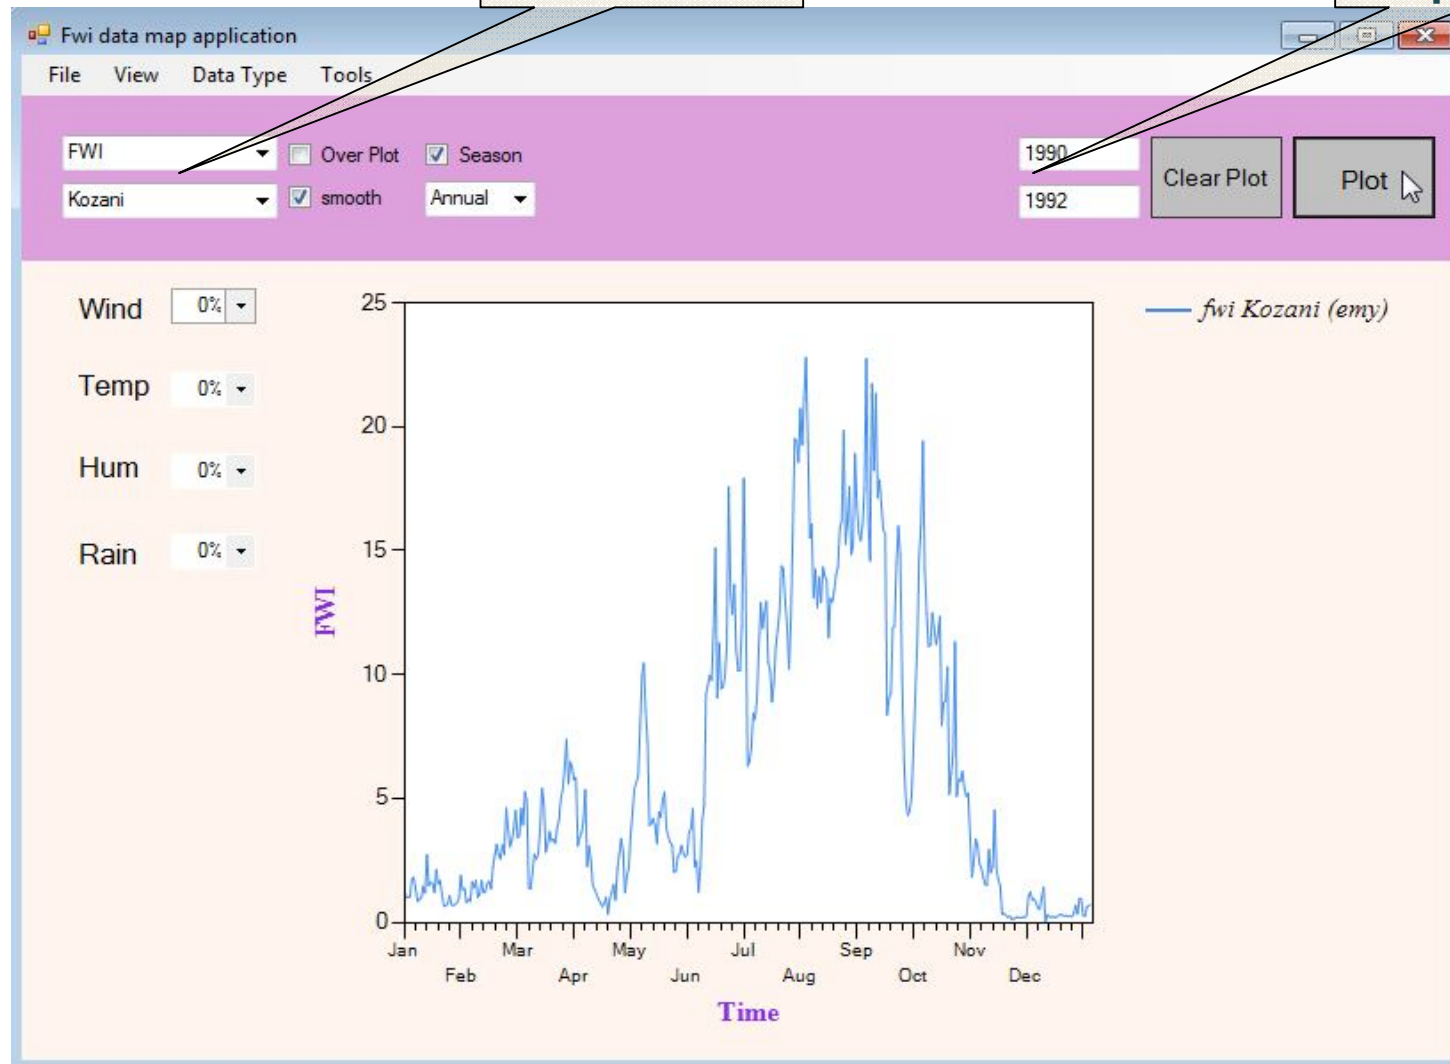 Fwi data map application
File View Data Type Tools
FWI Over Plot Season 1990 Clear Plot Plot
Kozani smooth Annual 1992
Wind 0%
Temp 0%
Hum 0%
Rain 0%
25
20
15
10
5
0
FWI
Jan Mar May Jul Sep Nov
Feb Apr Jun Aug Oct Dec
Time
fwi Kozani (emy)